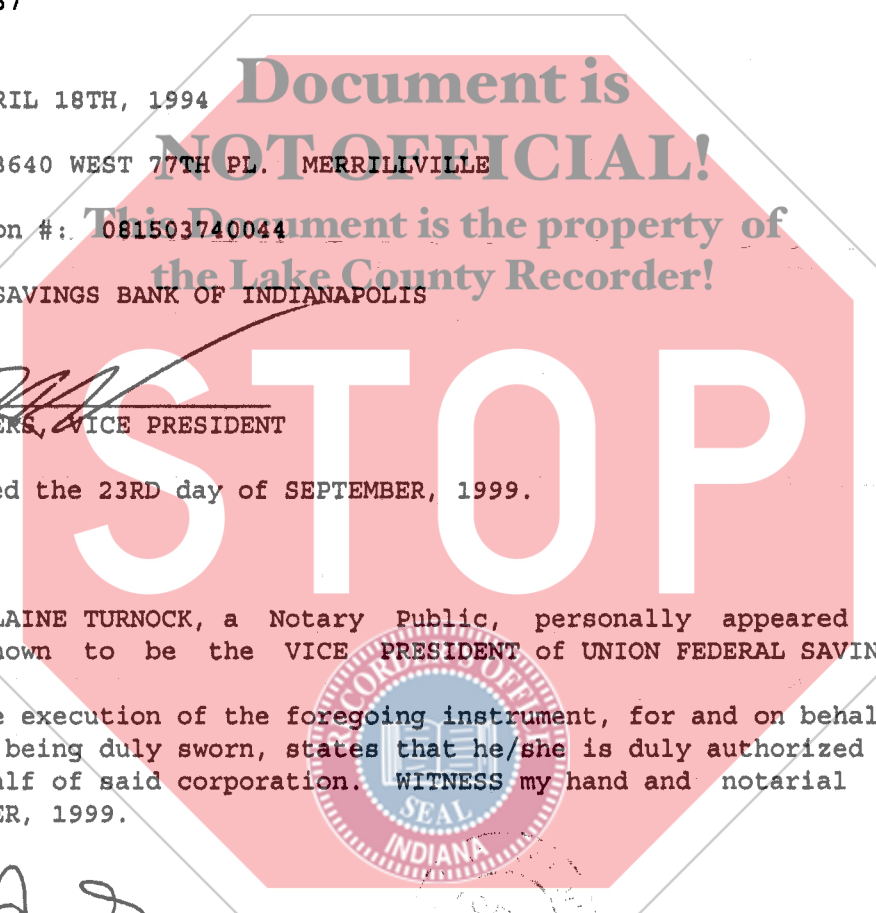 37
Document is
RIL 18TH, 1994
NOT OFFICIAL!
3640 WEST 77TH PL. MERRILLVILLE
This Document is the property of
on #: 081503740044
the Lake County Recorder!
SAVINGS BANK OF INDIANAPOLIS
STOP
ERS, VICE PRESIDENT
ed the 23RD day of SEPTEMBER, 1999.
LAINE TURNOCK, a Notary Public, personally appeared
nown to be the VICE PRESIDENT of UNION FEDERAL SAVIN
e execution of the foregoing instrument, for and on behal
being duly sworn, states that he/she is duly authorized
alf of said corporation. WITNESS my hand and notarial
ER, 1999.
RECORDER'S OFFICE
SEAL
INDIANA